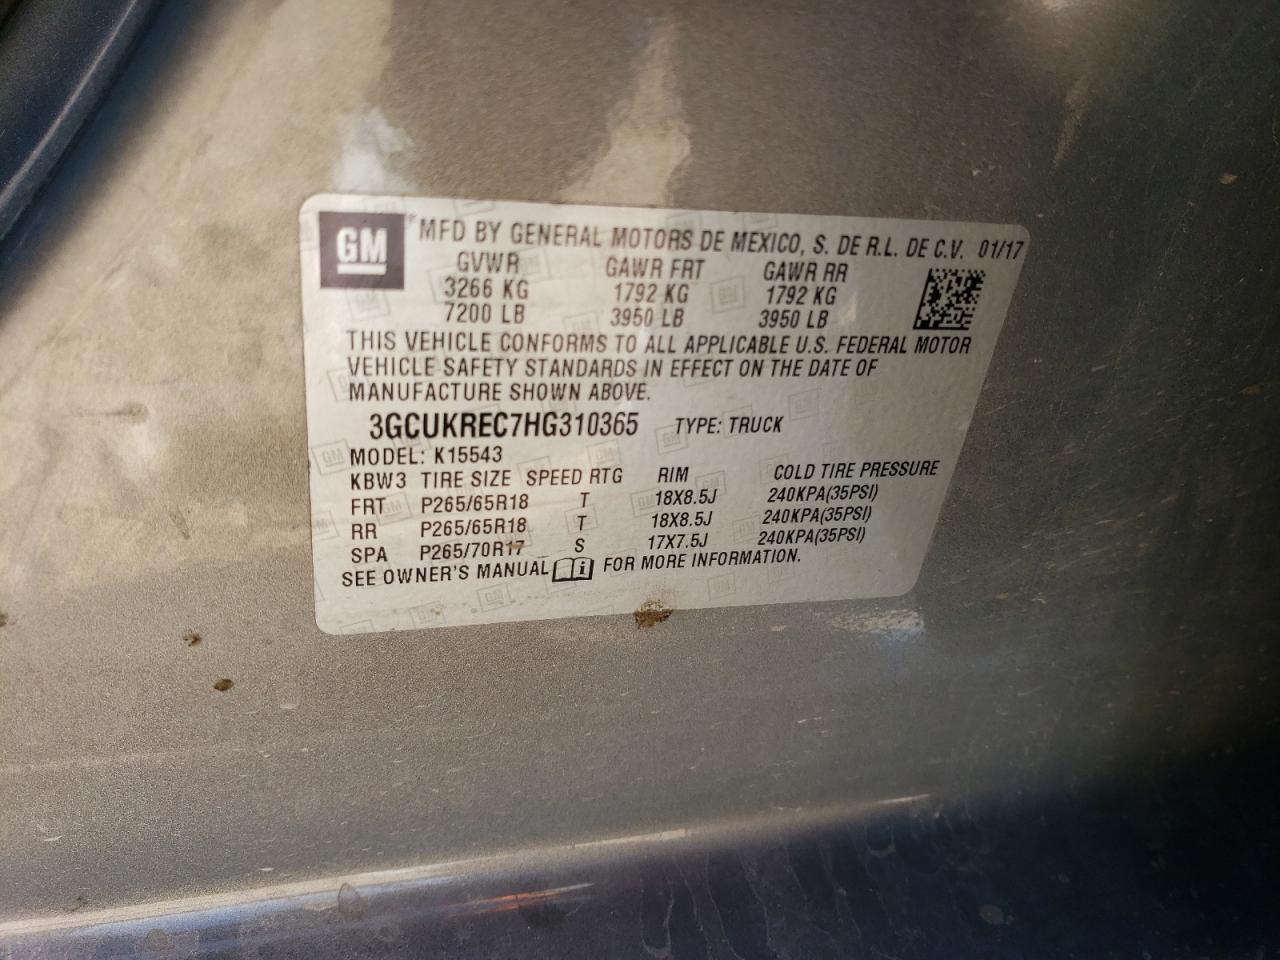 GM MFD BY GENERAL MOTORS DE MEXICO, S. DE R.L. DE C.V. 01/17
GVWR GAWR FRT GAWR RR
3266 KG 1792 KG 1792 KG
7200 LB 3950 LB 3950 LB
THIS VEHICLE CONFORMS TO ALL APPLICABLE U.S. FEDERAL MOTOR
VEHICLE SAFETY STANDARDS IN EFFECT ON THE DATE OF
MANUFACTURE SHOWN ABOVE.
3GCUKREC7HG310365 TYPE: TRUCK
MODEL: K15543
KBW3 TIRE SIZE SPEED RTG RIM COLD TIRE PRESSURE
FRT P265/65R18 T 18X8.5J 240KPA(35PSI)
RR P265/65R18 T 18X8.5J 240KPA(35PSI)
SPA P265/70R17 S 17X7.5J 240KPA(35PSI)
SEE OWNER'S MANUAL i FOR MORE INFORMATION.